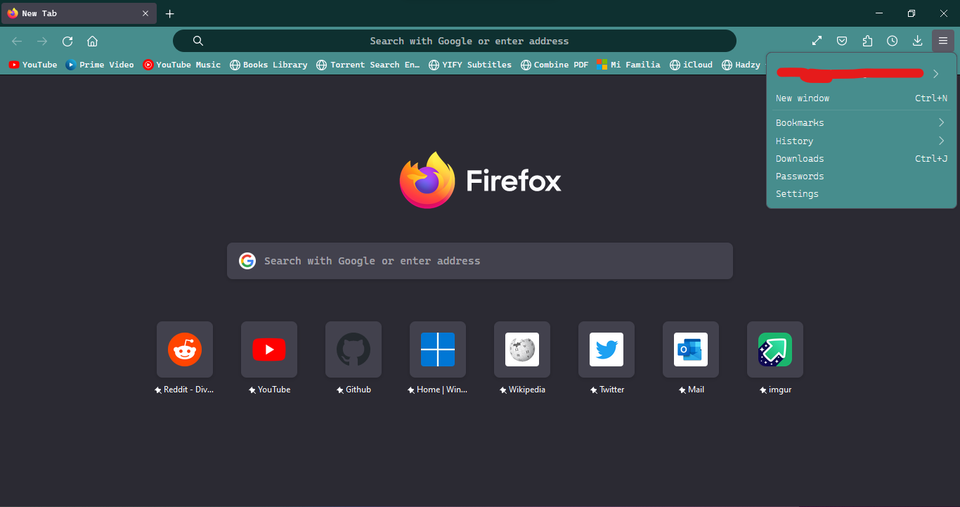 New Tab
Search with Google or enter address
YouTube Prime Video YouTube Music Books Library Torrent Search En... YIFY Subtitles Combine PDF Mi Familia iCloud Hadzy
New window Ctrl+N
Bookmarks
History
Downloads Ctrl+J
Passwords
Settings
Firefox
Search with Google or enter address
Reddit - Div... YouTube Github Home | Win... Wikipedia Twitter Mail imgur